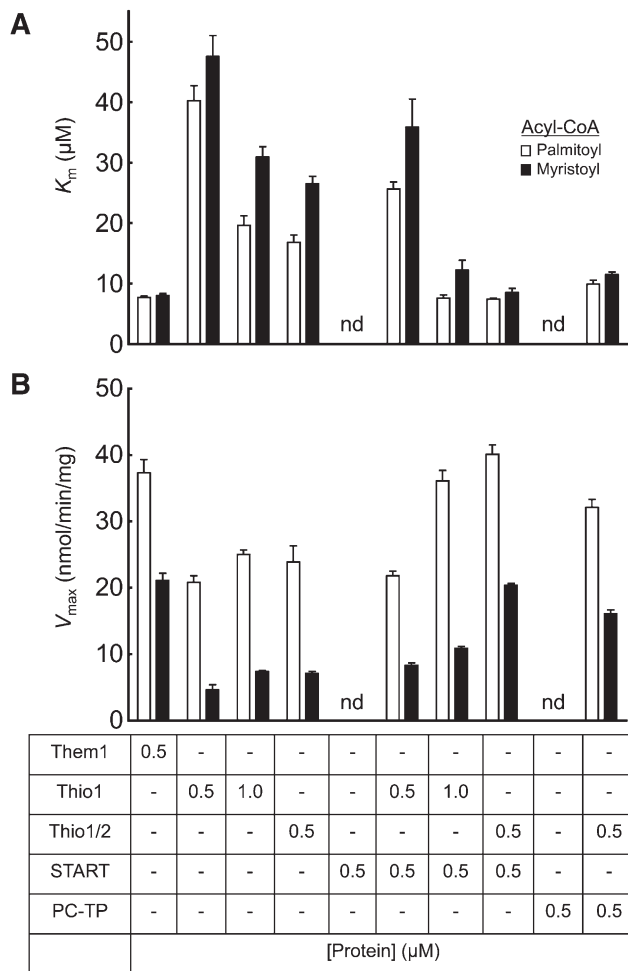 A
50
40
30
20
10
0
Km (µM)
Acyl-CoA
Palmitoyl
Myristoyl
nd
nd
B
50
40
30
20
10
0
Vmax (nmol/min/mg)
nd
nd
Them1 0.5 - - - - - - - - -
Thio1 - 0.5 1.0 - - 0.5 1.0 - - -
Thio1/2 - - - 0.5 - - - 0.5 - 0.5
START - - - - 0.5 0.5 0.5 0.5 - -
PC-TP - - - - - - - - 0.5 0.5
[Protein] (µM)